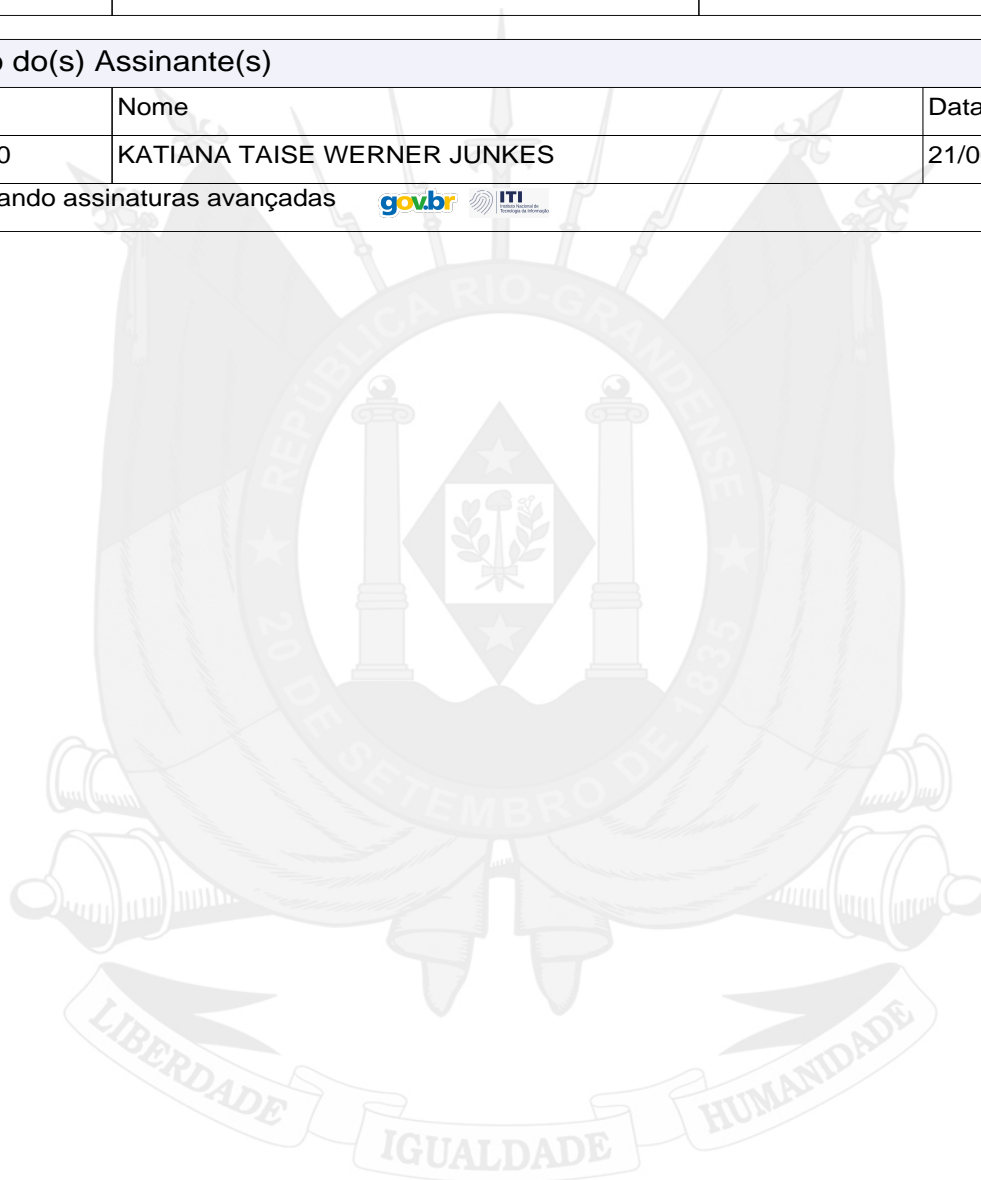 o do(s) Assinante(s)
Nome Data
0 KATIANA TAISE WERNER JUNKES 21/0
ando assinaturas avançadas gov.br ITI
REPÚBLICA RIO-GRANDENSE
20 DE SETEMBRO DE 1835
LIBERDADE IGUALDADE HUMANIDADE